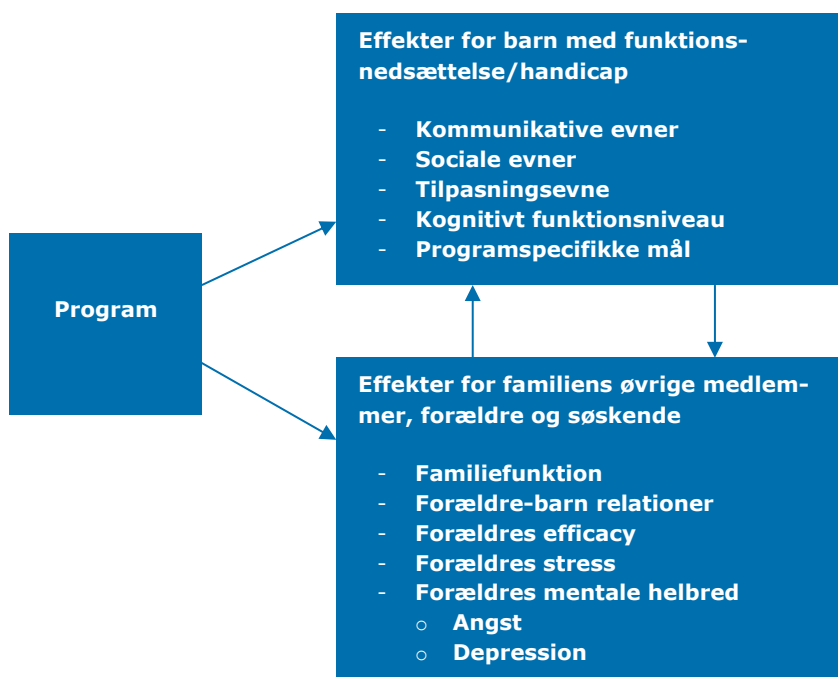 Program
Effekter for barn med funktions-
nedsættelse/handicap
- Kommunikative evner
- Sociale evner
- Tilpasningsevne
- Kognitivt funktionsniveau
- Programspecifikke mål
Effekter for familiens øvrige medlem-
mer, forældre og søskende
- Familiefunktion
- Forældre-barn relationer
- Forældres efficacy
- Forældres stress
- Forældres mentale helbred
o Angst
o Depression